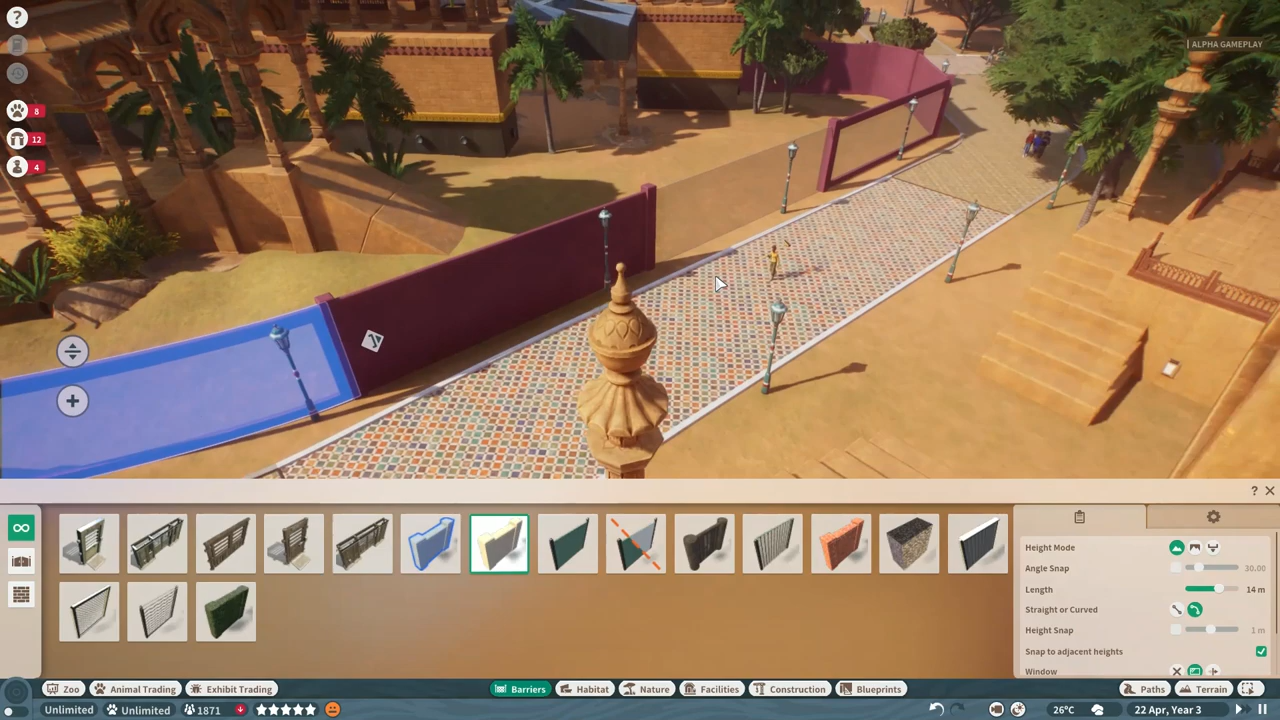 ?
| ALPHA GAMEPLAY
8
12
4
?
Height Mode
Angle Snap 30.00
Length 14 m
Straight or Curved
Height Snap 1 m
Snap to adjacent heights
Window
Zoo Animal Trading Exhibit Trading Barriers Habitat Nature Facilities Construction Blueprints Paths Terrain
Unlimited Unlimited 1871 26°C 22 Apr, Year 3